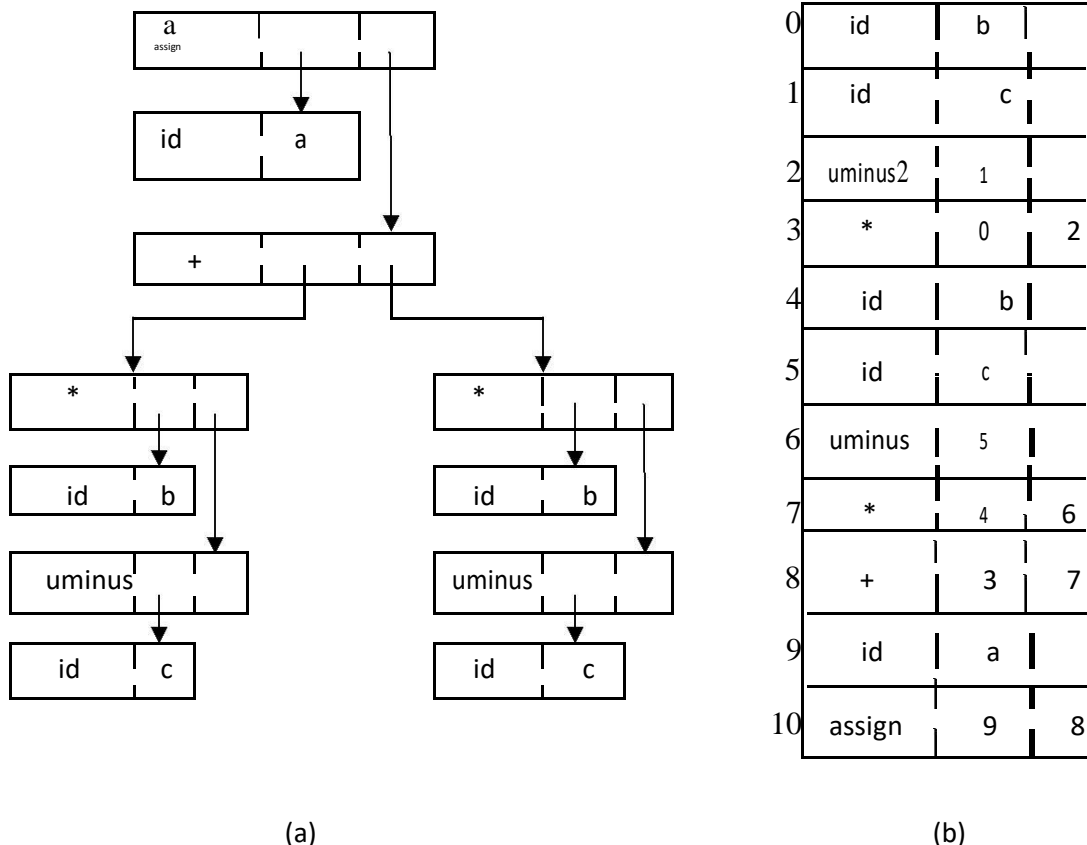 a
assign
id a
+
* *
id b id b
uminus uminus
id c id c
(a)
0 id b
1 id c
2 uminus2 1
3 * 0 2
4 id b
5 id c
6 uminus 5
7 * 4 6
8 + 3 7
9 id a
10 assign 9 8
(b)